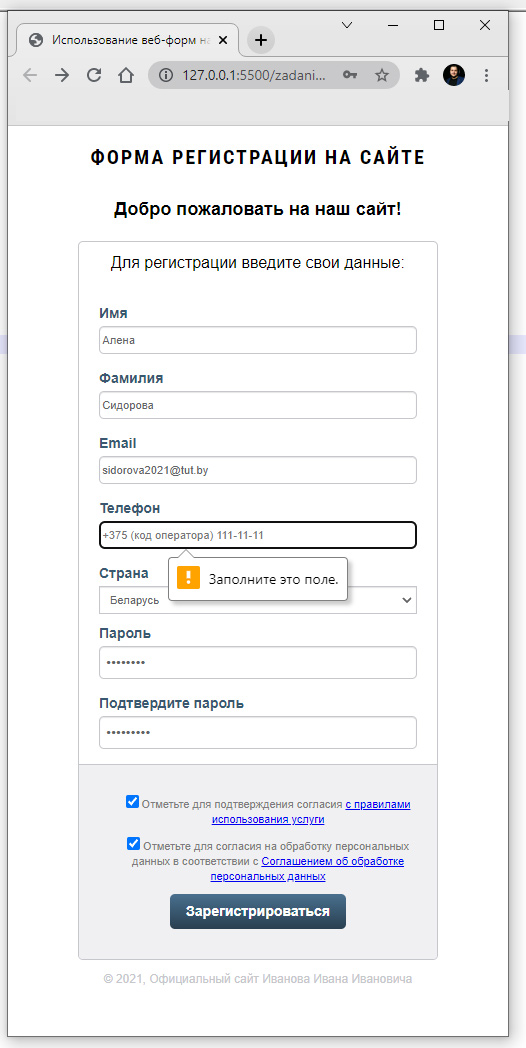 Использование веб-форм на
127.0.0.1:5500/zadani...
ФОРМА РЕГИСТРАЦИИ НА САЙТЕ
Добро пожаловать на наш сайт!
Для регистрации введите свои данные:
Имя
Алена
Фамилия
Сидорова
Email
sidorova2021@tut.by
Телефон
+375 (код оператора) 111-11-11
Заполните это поле.
Страна
Беларусь
Пароль
••••••••
Подтвердите пароль
•••••••••
Отметьте для подтверждения согласия с правилами
использования услуги
Отметьте для согласия на обработку персональных
данных в соответствии с Соглашением об обработке
персональных данных
Зарегистрироваться
© 2021, Официальный сайт Иванова Ивана Ивановича